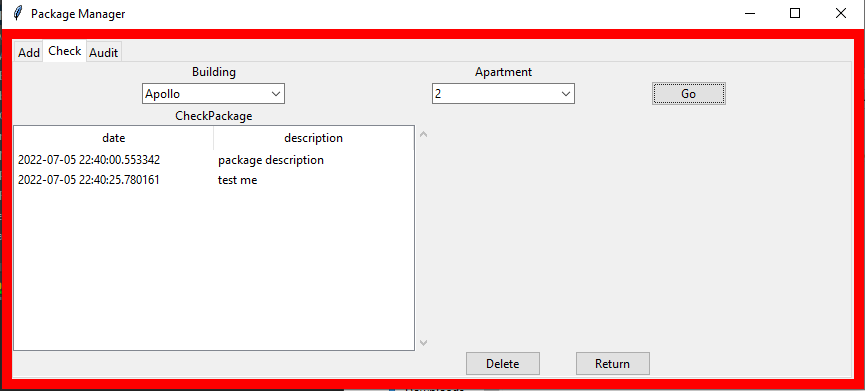 Package Manager
Add Check Audit
Building Apartment
Apollo 2 Go
CheckPackage
date description
2022-07-05 22:40:00.553342 package description
2022-07-05 22:40:25.780161 test me
Delete Return